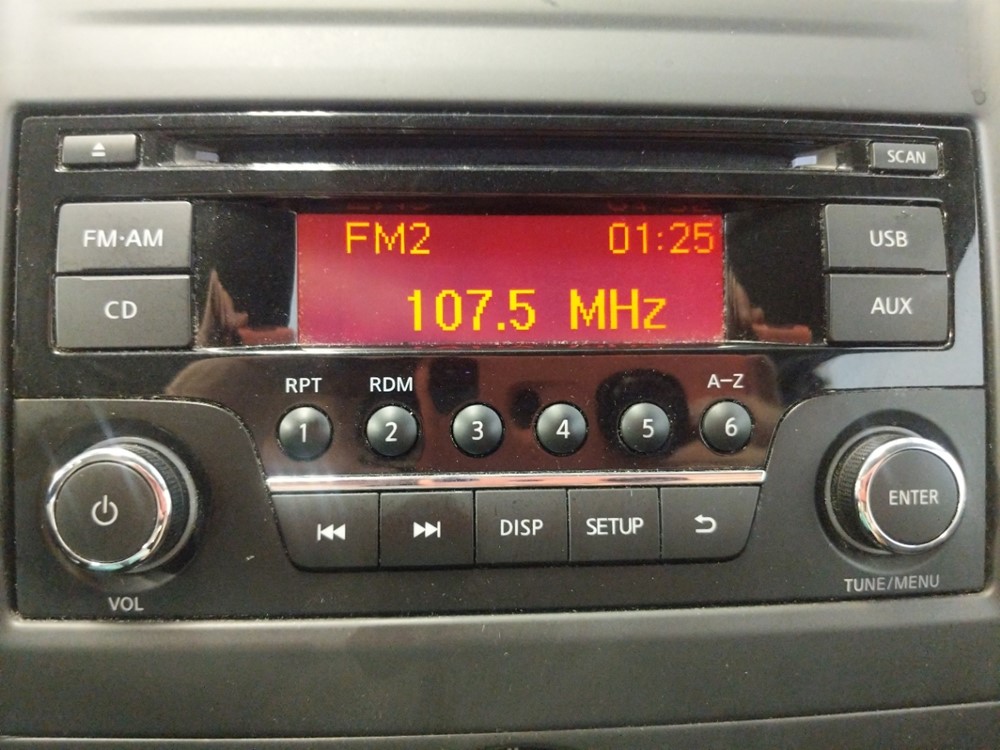 SCAN
FM·AM
FM2 01:25
USB
CD
107.5 MHz
AUX
RPT RDM A-Z
1 2 3 4 5 6
DISP SETUP
ENTER
VOL
TUNE/MENU